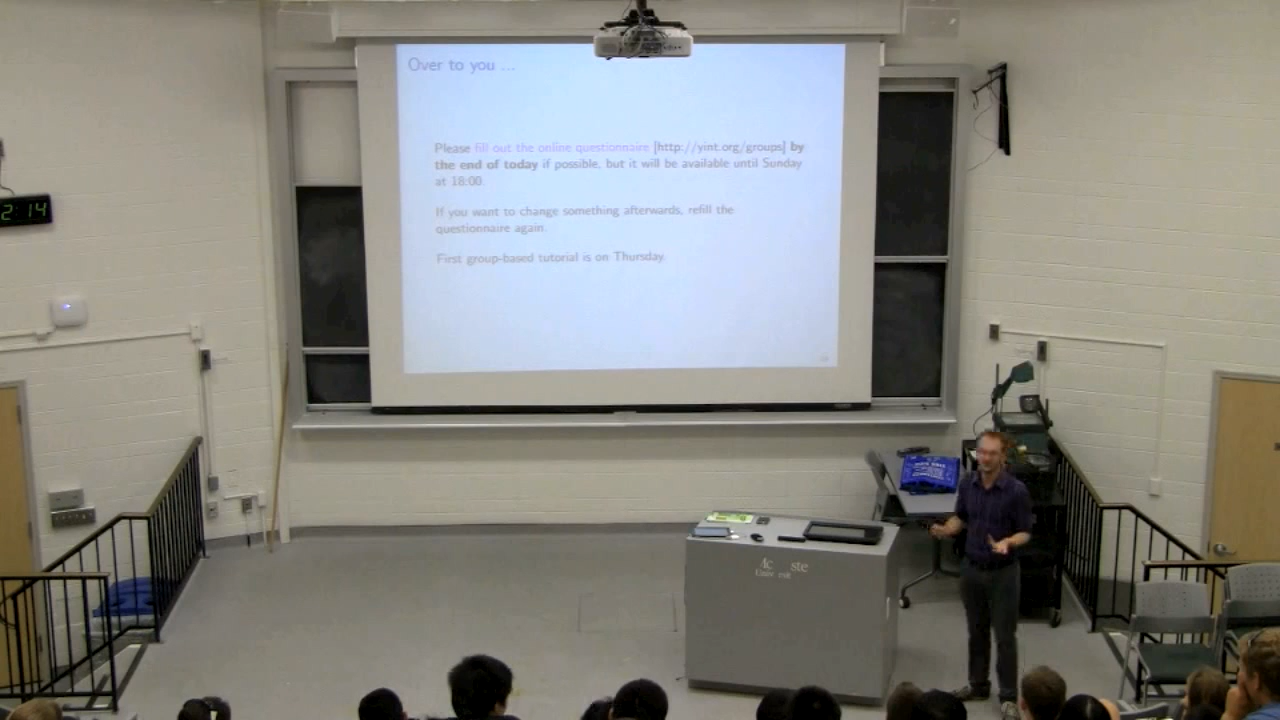 Over to you ...
Please fill out the online questionnaire [http://yint.org/groups] by
the end of today if possible, but it will be available until Sunday
at 18:00.
If you want to change something afterwards, refill the
questionnaire again.
First group-based tutorial is on Thursday.
2:14